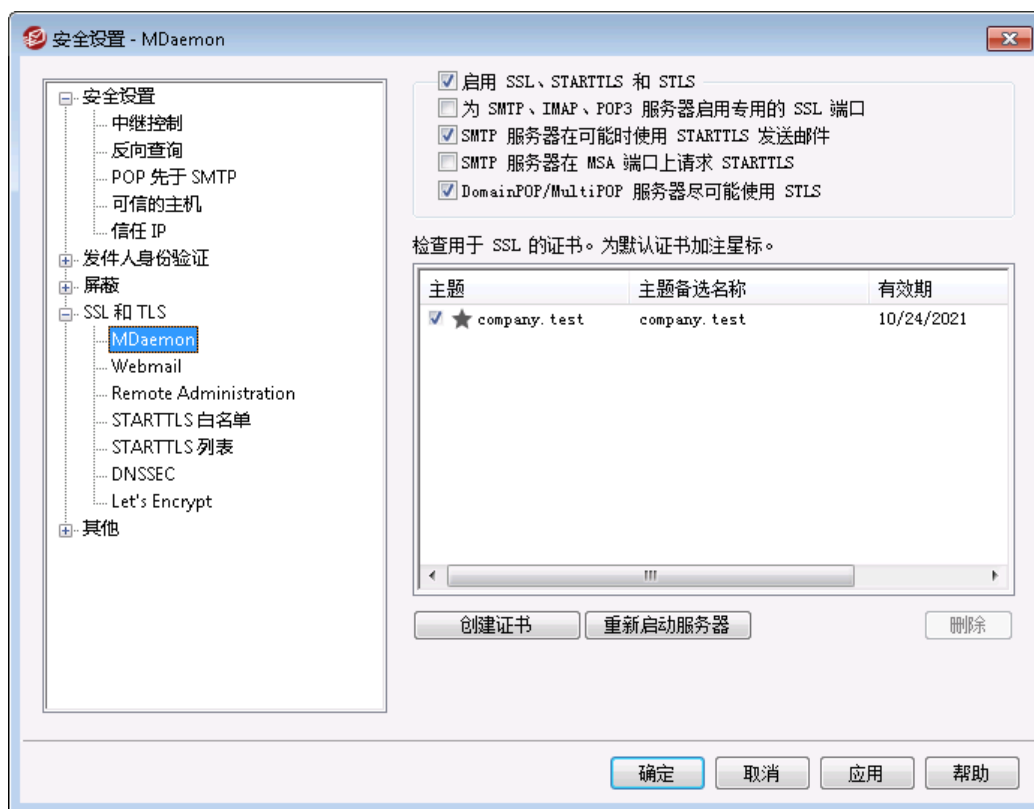 安全设置 - MDaemon
安全设置
中继控制
反向查询
POP 先于 SMTP
可信的主机
信任 IP
发件人身份验证
屏蔽
SSL 和 TLS
MDaemon
Webmail
Remote Administration
STARTTLS 白名单
STARTTLS 列表
DNSSEC
Let's Encrypt
其他
启用 SSL、STARTTLS 和 STLS
为 SMTP、IMAP、POP3 服务器启用专用的 SSL 端口
SMTP 服务器在可能时使用 STARTTLS 发送邮件
SMTP 服务器在 MSA 端口上请求 STARTTLS
DomainPOP/MultiPOP 服务器尽可能使用 STLS
检查用于 SSL 的证书。为默认证书加注星标。
主题 主题备选名称 有效期
company.test company.test 10/24/2021
创建证书 重新启动服务器 删除
确定 取消 应用 帮助